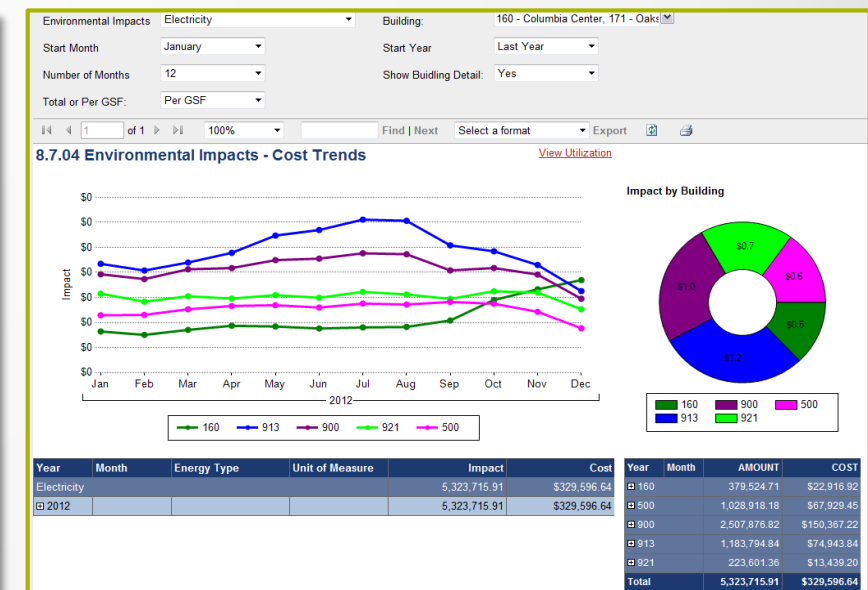 Environmental Impacts Electricity Building: 160 - Columbia Center, 171 - Oaks
Start Month January Start Year Last Year
Number of Months 12 Show Buidling Detail: Yes
Total or Per GSF: Per GSF
1 of 1 100% Find | Next Select a format Export
8.7.04 Environmental Impacts - Cost Trends View Utilization
Impact by Building
$0
$0
$0
$0
$0
$0
$0
$0
Impact
Jan Feb Mar Apr May Jun Jul Aug Sep Oct Nov Dec
2012
160 913 900 921 500
$0.7
$0.6
$1.0
$0.5
$1.2
160 900 500
913 921
Year Month Energy Type Unit of Measure Impact Cost
Electricity 5,323,715.91 $329,596.64
2012 5,323,715.91 $329,596.64
Year Month AMOUNT COST
160 379,524.71 $22,916.92
500 1,028,918.18 $67,929.45
900 2,507,876.82 $150,367.22
913 1,183,794.84 $74,943.84
921 223,601.36 $13,439.20
Total 5,323,715.91 $329,596.64